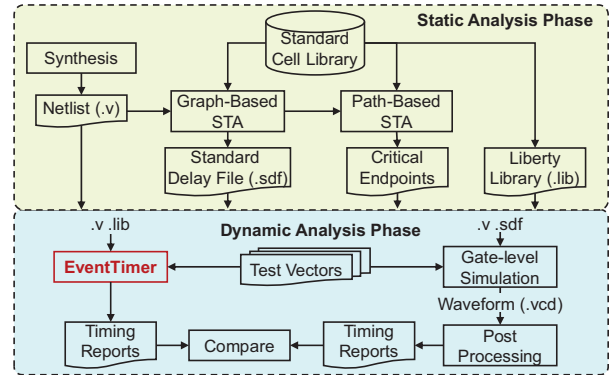 Static Analysis Phase
Standard
Cell Library
Synthesis
Netlist (.v)
Graph-Based
STA
Path-Based
STA
Standard
Delay File (.sdf)
Critical
Endpoints
Liberty
Library (.lib)
.v .lib
Dynamic Analysis Phase
.v .sdf
EventTimer
Test Vectors
Gate-level
Simulation
Waveform (.vcd)
Timing
Reports
Compare
Timing
Reports
Post
Processing